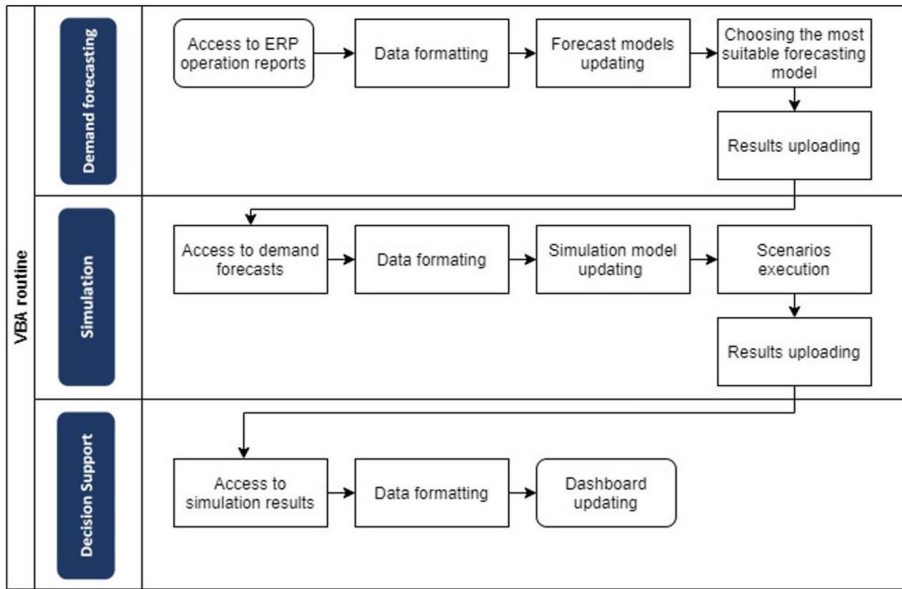 VBA routine
Demand forecasting
Access to ERP
operation reports
Data formatting
Forecast models
updating
Choosing the most
suitable forecasting
model
Results uploading
Simulation
Access to demand
forecasts
Data formating
Simulation model
updating
Scenarios
execution
Results uploading
Decision Support
Access to
simulation results
Data formatting
Dashboard
updating